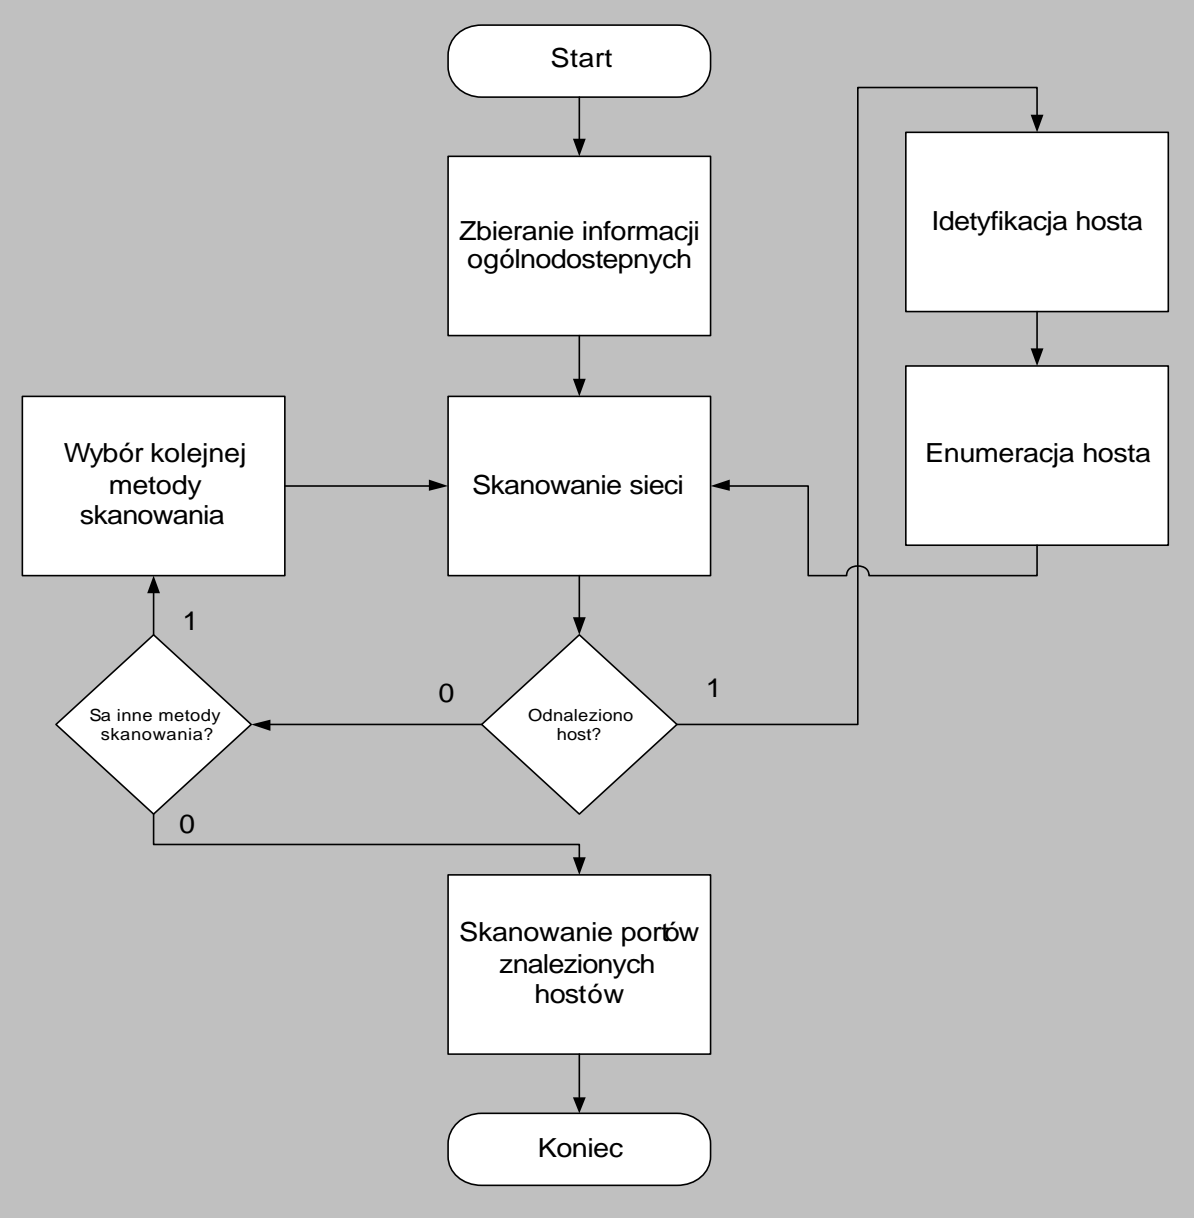 Start
Zbieranie informacji
ogólnodostepnych
Idetyfikacja hosta
Enumeracja hosta
Wybór kolejnej
metody
skanowania
Skanowanie sieci
1
0
1
Sa inne metody
skanowania?
Odnaleziono
host?
0
Skanowanie portów
znalezionych
hostów
Koniec